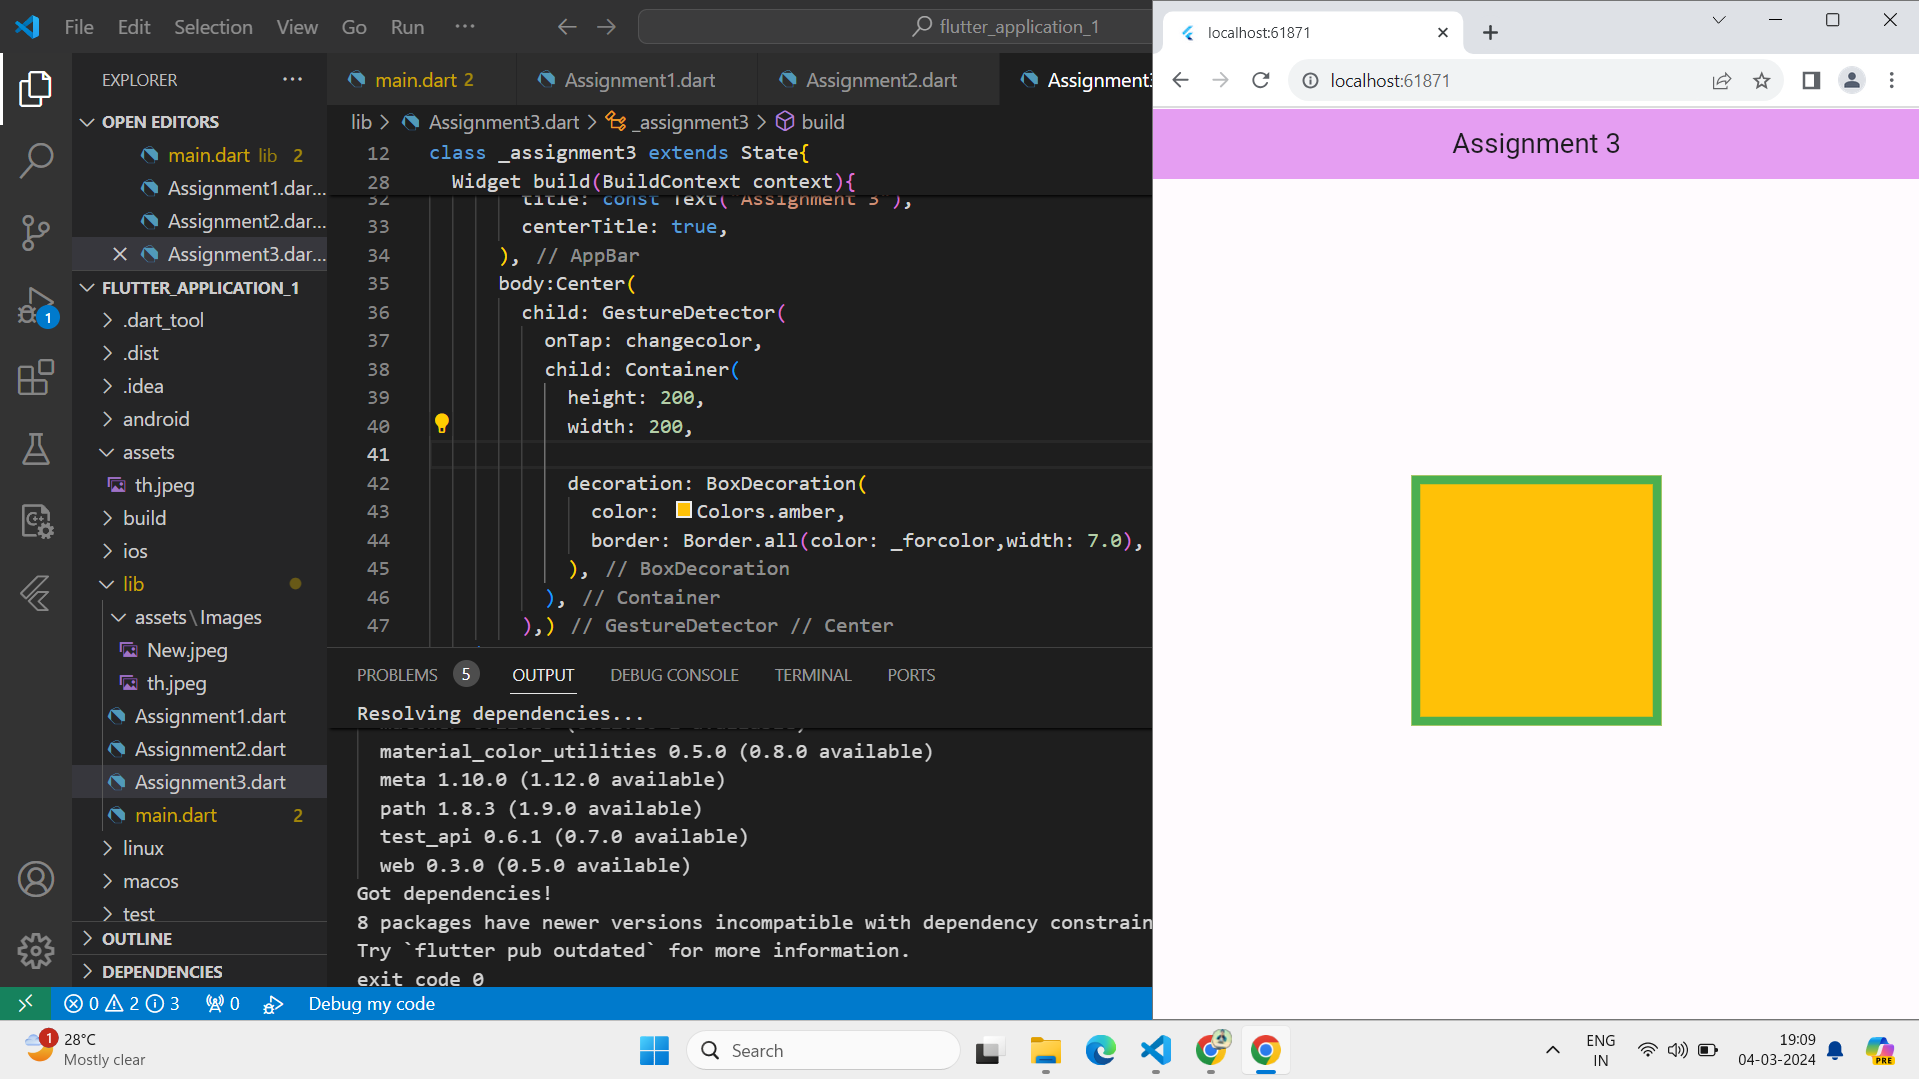 File Edit Selection View Go Run ···
flutter_application_1
EXPLORER
OPEN EDITORS
main.dart lib 2
Assignment1.dar...
Assignment2.dar...
Assignment3.dar...
FLUTTER_APPLICATION_1
.dart_tool
.dist
.idea
android
assets
th.jpeg
build
ios
lib
assets\Images
New.jpeg
th.jpeg
Assignment1.dart
Assignment2.dart
Assignment3.dart
main.dart 2
linux
macos
test
OUTLINE
DEPENDENCIES
1
main.dart 2 Assignment1.dart Assignment2.dart Assignment3
lib > Assignment3.dart > _assignment3 > build
12 class _assignment3 extends State{
28 Widget build(BuildContext context){
32 title: const Text('Assignment 3'),
33 centerTitle: true,
34 ), // AppBar
35 body:Center(
36 child: GestureDetector(
37 onTap: changecolor,
38 child: Container(
39 height: 200,
40 width: 200,
41
42 decoration: BoxDecoration(
43 color: Colors.amber,
44 border: Border.all(color: _forcolor,width: 7.0),
45 ), // BoxDecoration
46 ), // Container
47 ),) // GestureDetector // Center
PROBLEMS 5 OUTPUT DEBUG CONSOLE TERMINAL PORTS
Resolving dependencies...
material_color_utilities 0.5.0 (0.8.0 available)
meta 1.10.0 (1.12.0 available)
path 1.8.3 (1.9.0 available)
test_api 0.6.1 (0.7.0 available)
web 0.3.0 (0.5.0 available)
Got dependencies!
8 packages have newer versions incompatible with dependency constrain
Try `flutter pub outdated` for more information.
exit code 0
0 2 3 0 Debug my code
localhost:61871
localhost:61871
Assignment 3
1
28°C
Mostly clear
Search
ENG
IN
19:09
04-03-2024
PRE